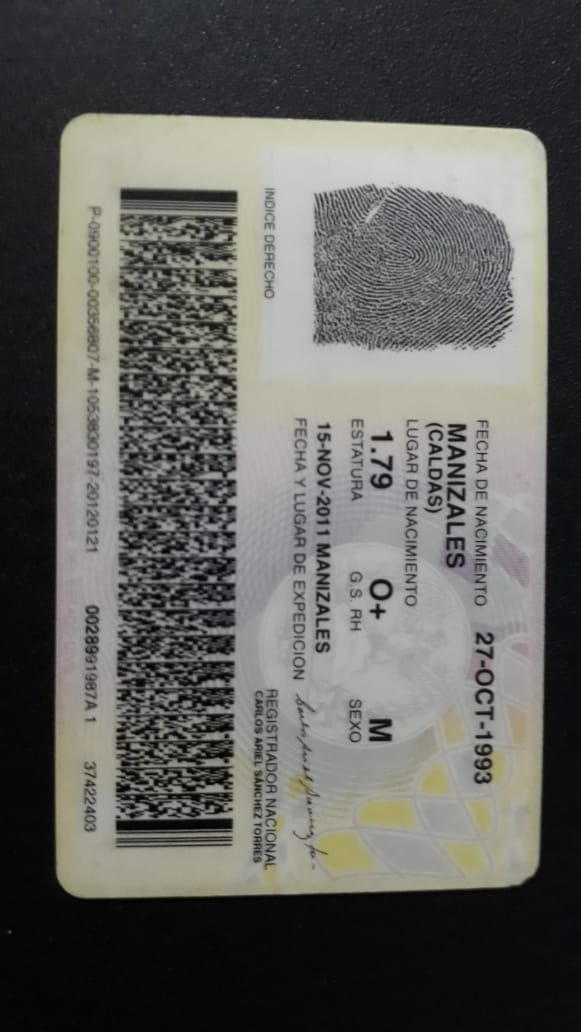 FECHA DE NACIMIENTO 27-OCT-1993
MANIZALES
(CALDAS)
LUGAR DE NACIMIENTO
1.79 O+ M
ESTATURA G.S. RH SEXO
15-NOV-2011 MANIZALES
FECHA Y LUGAR DE EXPEDICION
INDICE DERECHO
REGISTRADOR NACIONAL
CARLOS ARIEL SÁNCHEZ TORRES
P-0900100-00356807-M-1053830197-20120121 0028991987A 1 37422403